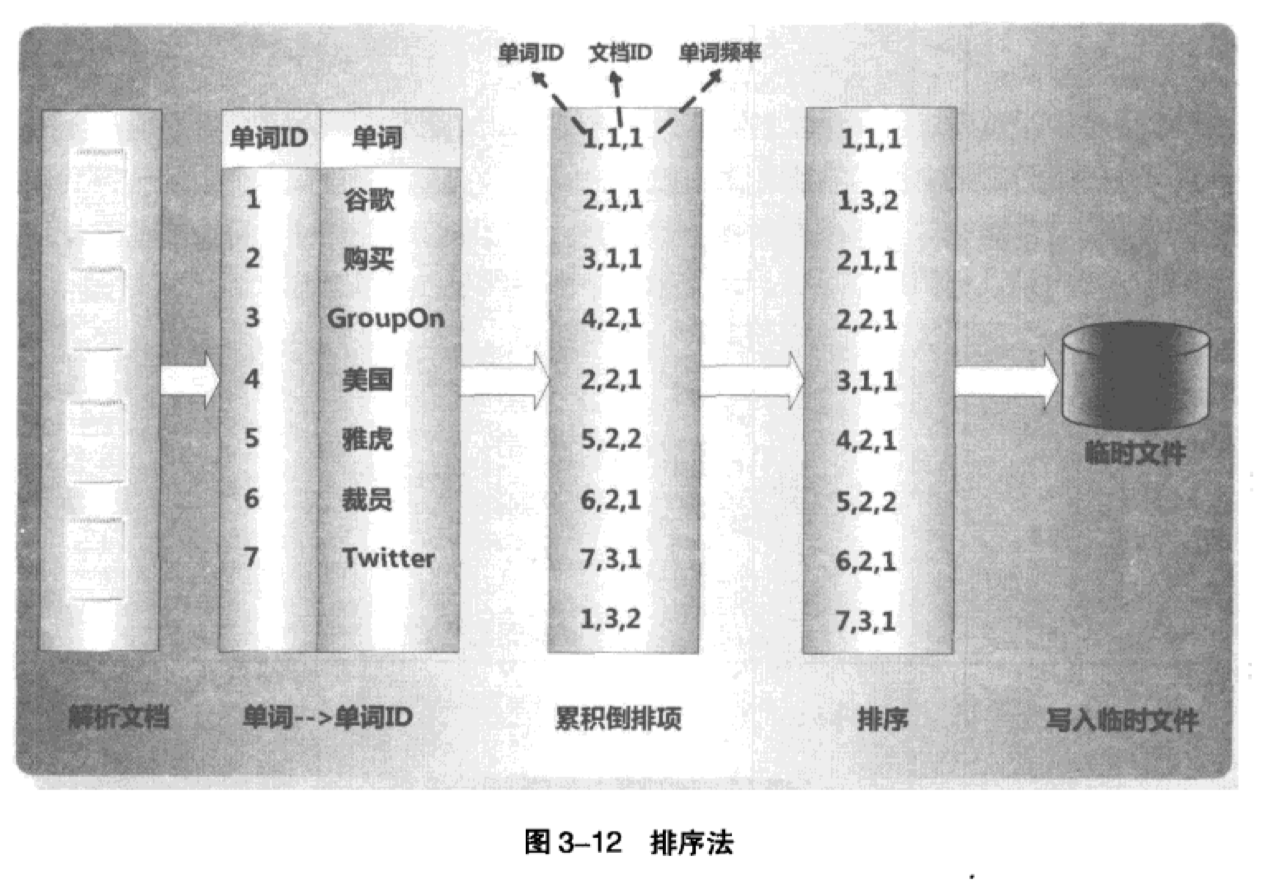 单词ID 文档ID 单词频率
单词ID 单词 1,1,1 1,1,1
1 谷歌 2,1,1 1,3,2
2 购买 3,1,1 2,1,1
3 GroupOn 4,2,1 2,2,1
4 美国 2,2,1 3,1,1
5 雅虎 5,2,2 4,2,1
临时文件
6 裁员 6,2,1 5,2,2
7 Twitter 7,3,1 6,2,1
1,3,2 7,3,1
解析文档 单词-->单词ID 累积倒排项 排序 写入临时文件
图 3-12 排序法